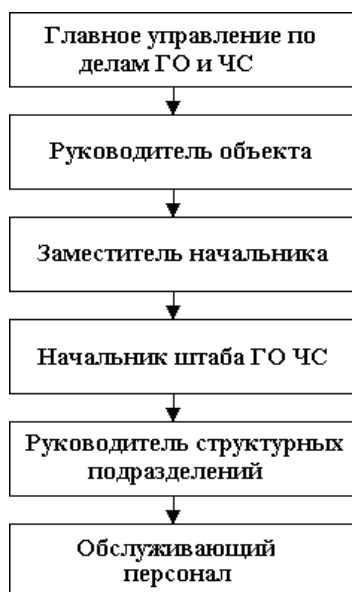 Главное управление по
делам ГО и ЧС
Руководитель объекта
Заместитель начальника
Начальник штаба ГО ЧС
Руководитель структурных
подразделений
Обслуживающий
персонал